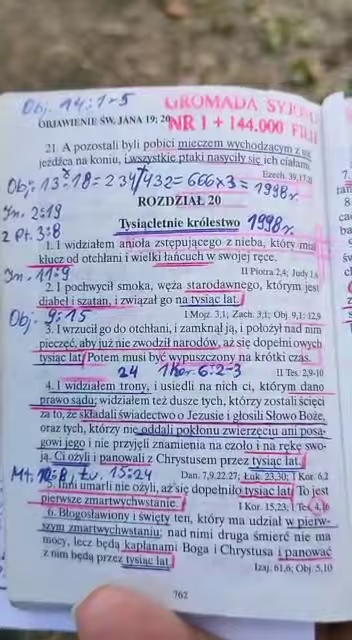 Obj. 14:1-5
GROMADA SYJO
OBJAWIENIE ŚW. JANA 19; 20
NR 1 + 144.000 FILI
21. A pozostali byli pobici mieczem wychodzącym z
jeźdźca na koniu, i wszystkie ptaki nasyciły się ich ciałami.
Ezech. 39,17.
Obj. 13:18 = 234/432 = 666x3 = 1998r.
ROZDZIAŁ 20
Jn. 2:19
Tysiącletnie królestwo 1998r.
2 Pt. 3:8
1. I widziałem anioła zstępującego z nieba, który miał
klucz od otchłani i wielki łańcuch w swojej ręce.
Jn. 11:9
II Piotra 2,4; Judy 1,6
2. I pochwycił smoka, węża starodawnego, którym jest
diabeł i szatan, i związał go na tysiąc lat.
Obj. 9:15
I Mojż. 3,1; Zach. 3,1; Obj. 9,1; 12,9
3. I wrzucił go do otchłani, i zamknął ją, i położył nad nim
pieczęć, aby już nie zwodził narodów, aż się dopełni owych
tysiąc lat. Potem musi być wypuszczony na krótki czas.
II Tes. 2,9-10
24 1 Kor. 6:2-3
4. I widziałem trony, i usiedli na nich ci, którym dano
prawo sądu; widziałem też dusze tych, którzy zostali ścięci
za to, że składali świadectwo o Jezusie i głosili Słowo Boże,
oraz tych, którzy nie oddali pokłonu zwierzęciu ani posą-
gowi jego i nie przyjęli znamienia na czoło i na rękę swo-
ją. Ci ożyli i panowali z Chrystusem przez tysiąc lat.
Dan. 7,9.22.27; Łuk. 23,30; I Kor. 6,2
Łu. 15:24
5. Inni umarli nie ożyli, aż się dopełniło tysiąc lat. To jest
pierwsze zmartwychwstanie.
I Kor. 15,23; I Tes. 4,16
6. Błogosławiony i święty ten, który ma udział w pierw-
szym zmartwychwstaniu; nad nimi druga śmierć nie ma
mocy, lecz będą kapłanami Boga i Chrystusa i panować
z nim będą przez tysiąc lat.
Izaj. 61,6; Obj. 5,10
762